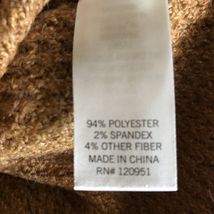 94% POLYESTER
2% SPANDEX
4% OTHER FIBER
MADE IN CHINA
RN# 120951